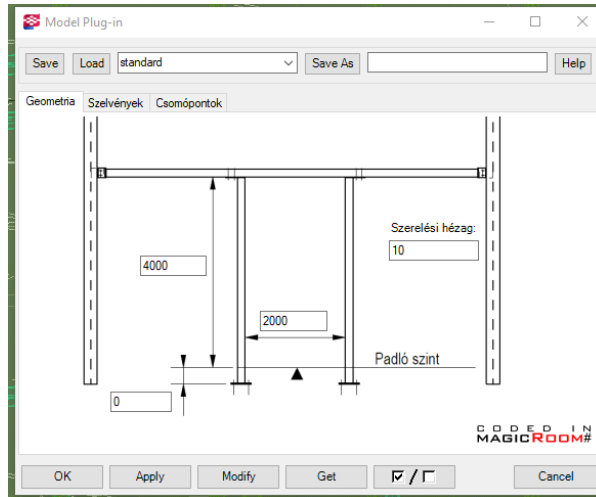 Model Plug-in
Save Load standard Save As Help
Geometria Szelvények Csomópontok
Szerelési hézag:
10
4000
2000
Padló szint
0
CODED IN
MAGICROOM#
OK Apply Modify Get / Cancel